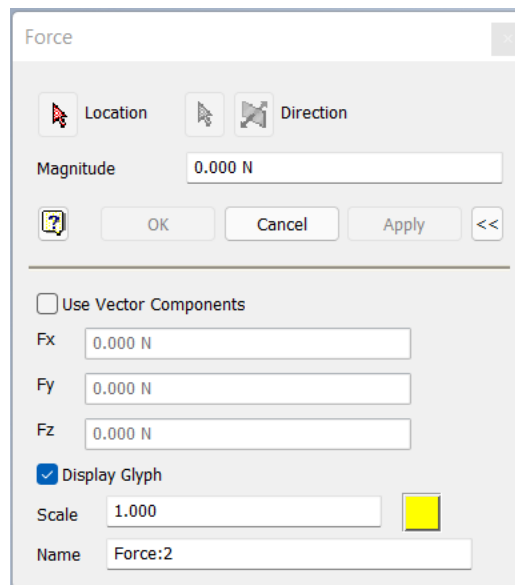 Force
Location Direction
Magnitude 0.000 N
? OK Cancel Apply <<
Use Vector Components
Fx 0.000 N
Fy 0.000 N
Fz 0.000 N
Display Glyph
Scale 1.000
Name Force:2